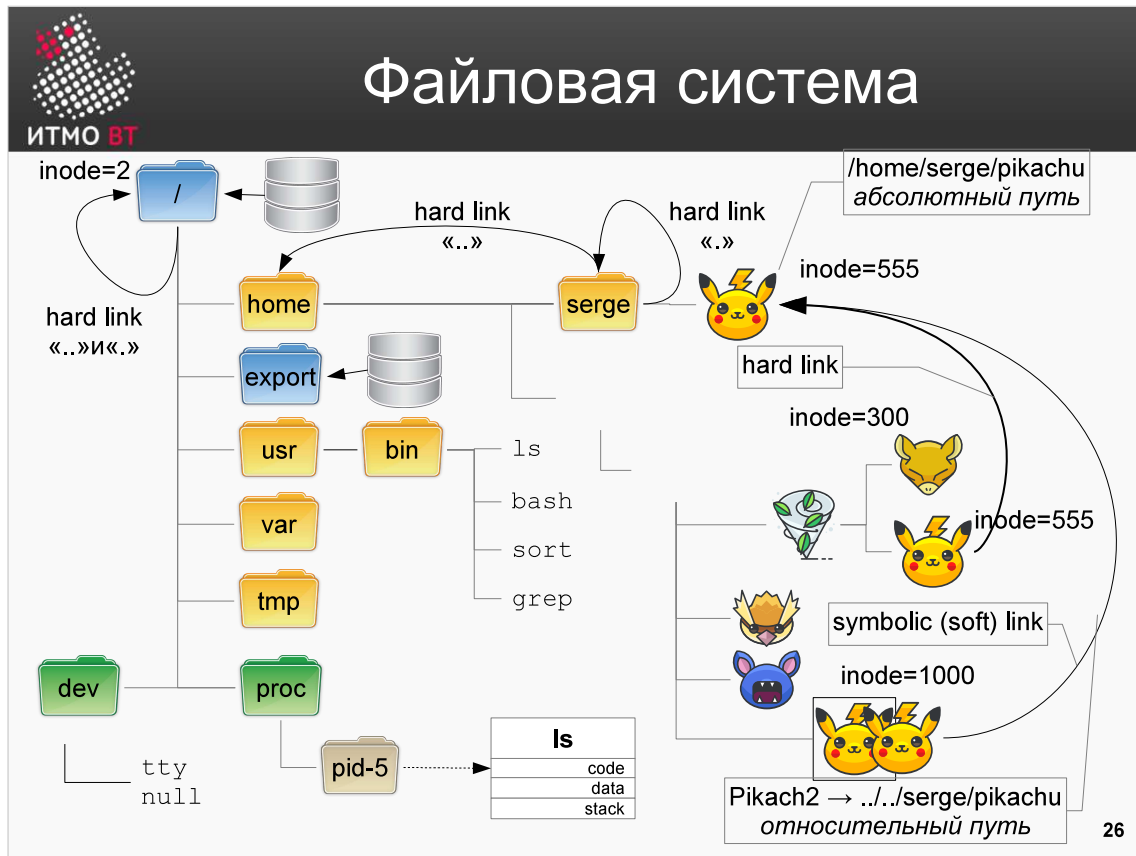 ИТМО ВТ
Файловая система
inode=2
/
hard link
«..»и«.»
hard link
«..»
hard link
«.»
/home/serge/pikachu
абсолютный путь
inode=555
home
serge
hard link
export
inode=300
usr
bin
ls
bash
sort
grep
var
inode=555
tmp
symbolic (soft) link
inode=1000
dev
proc
tty
null
pid-5
ls
code
data
stack
Pikach2 → ../../serge/pikachu
относительный путь
26